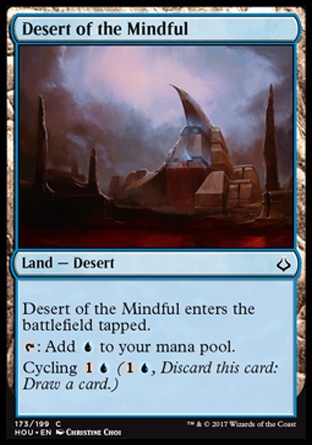 Desert of the Mindful
Land — Desert
Desert of the Mindful enters the
battlefield tapped.
: Add to your mana pool.
Cycling 1 (1, Discard this card:
Draw a card.)
173/199 C
HOU • EN CHRISTINE CHOI
™ & © 2017 Wizards of the Coast